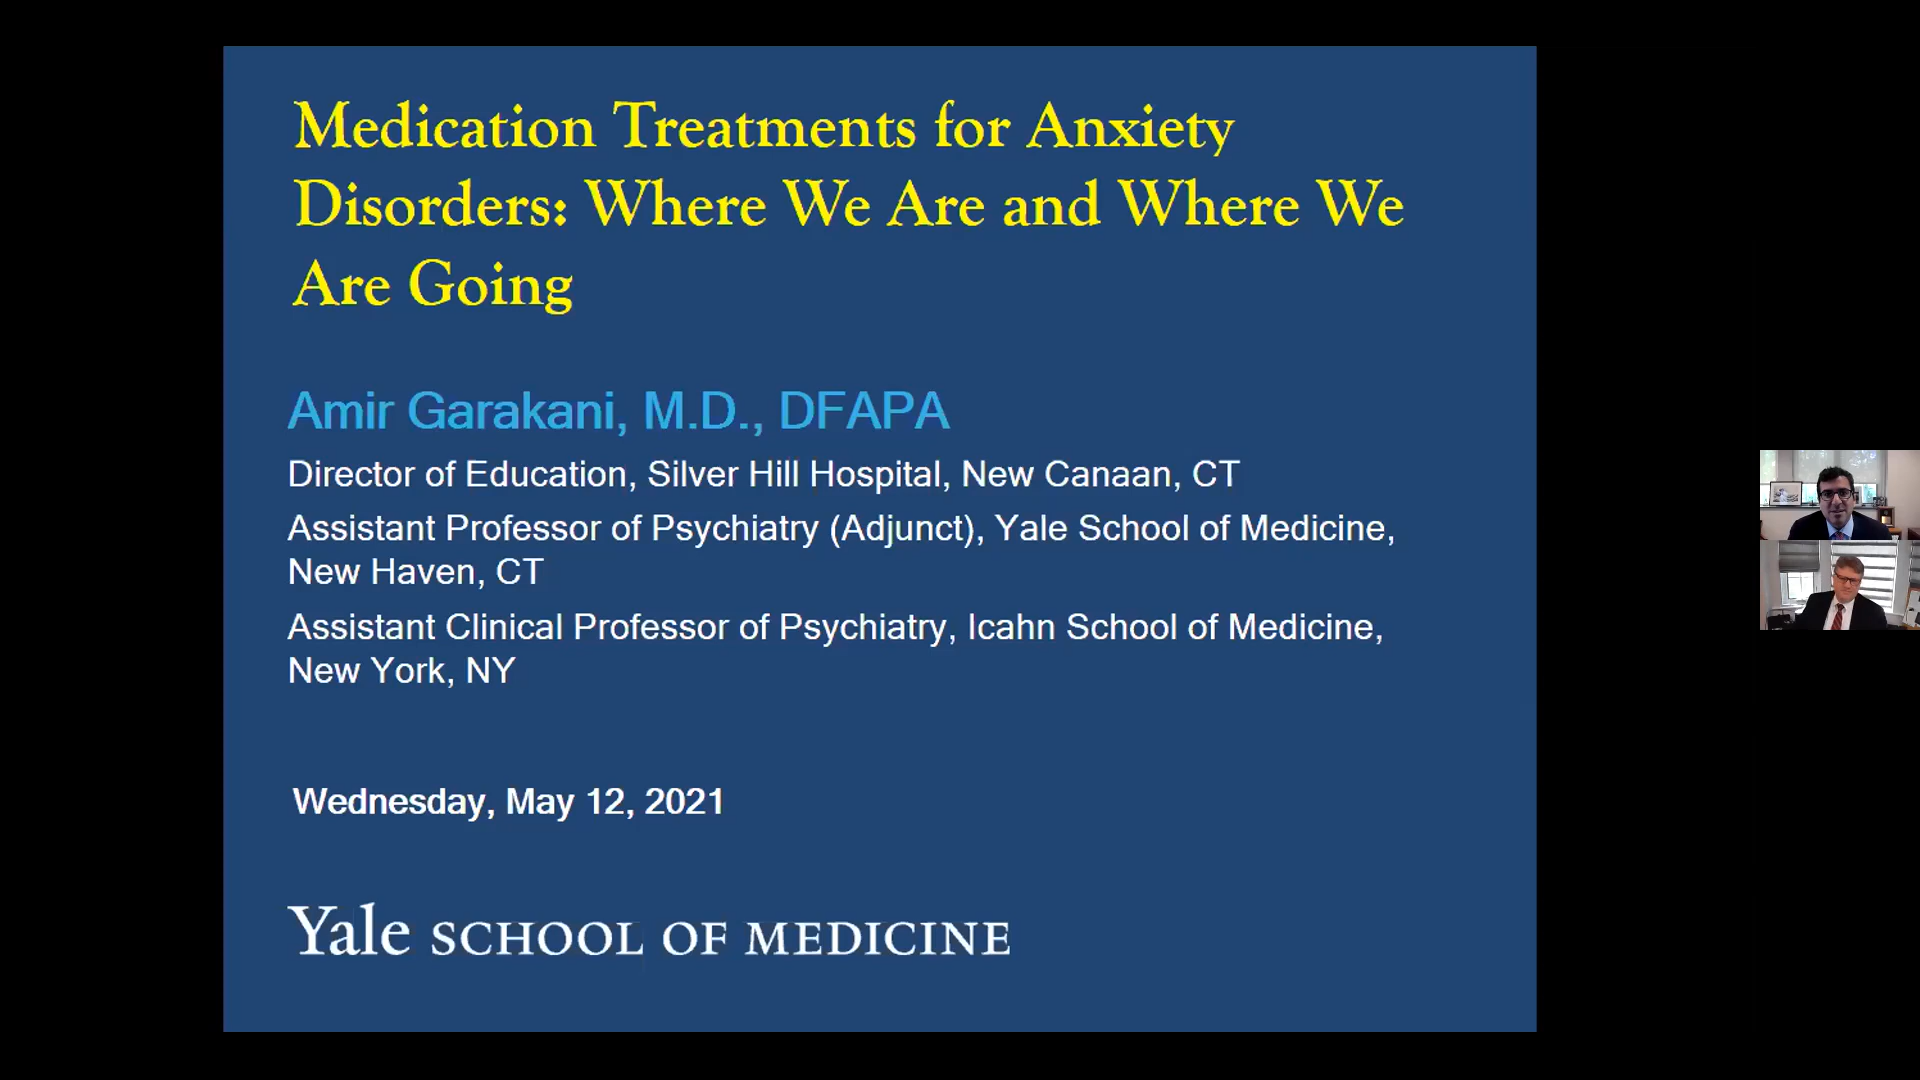 Medication Treatments for Anxiety
Disorders: Where We Are and Where We
Are Going
Amir Garakani, M.D., DFAPA
Director of Education, Silver Hill Hospital, New Canaan, CT
Assistant Professor of Psychiatry (Adjunct), Yale School of Medicine,
New Haven, CT
Assistant Clinical Professor of Psychiatry, Icahn School of Medicine,
New York, NY
Wednesday, May 12, 2021
Yale SCHOOL OF MEDICINE